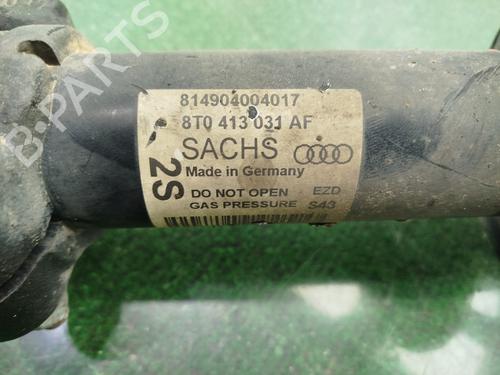 814904004017
8T0 413 031 AF
SACHS
Made in Germany
2S
DO NOT OPEN EZD
GAS PRESSURE S43
B-PARTS